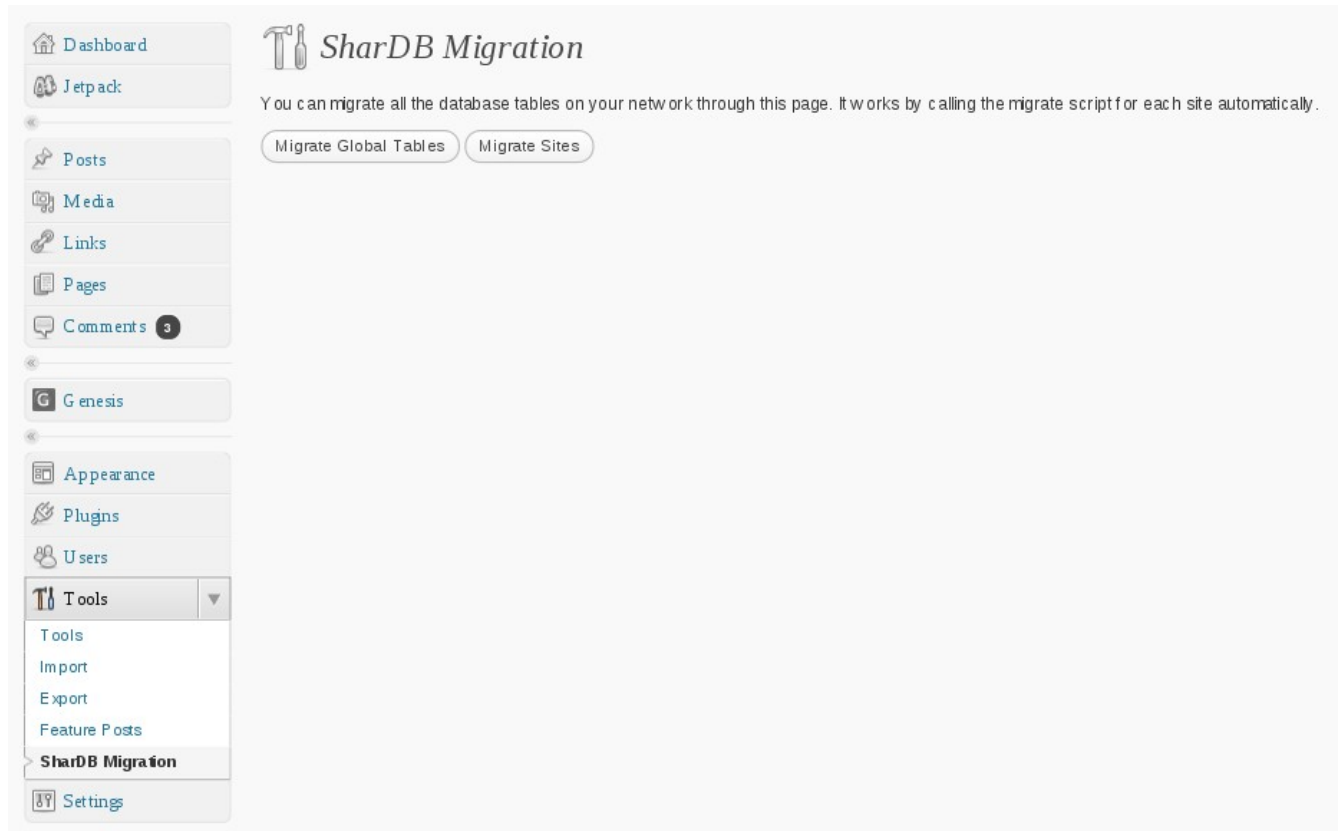 Dashboard
Jetpack
Posts
Media
Links
Pages
Comments 3
G Genesis
Appearance
Plugins
Users
Tools
Tools
Import
Export
Feature Posts
SharDB Migration
Settings
SharDB Migration
You can migrate all the database tables on your network through this page. It works by calling the migrate script for each site automatically.
Migrate Global Tables Migrate Sites